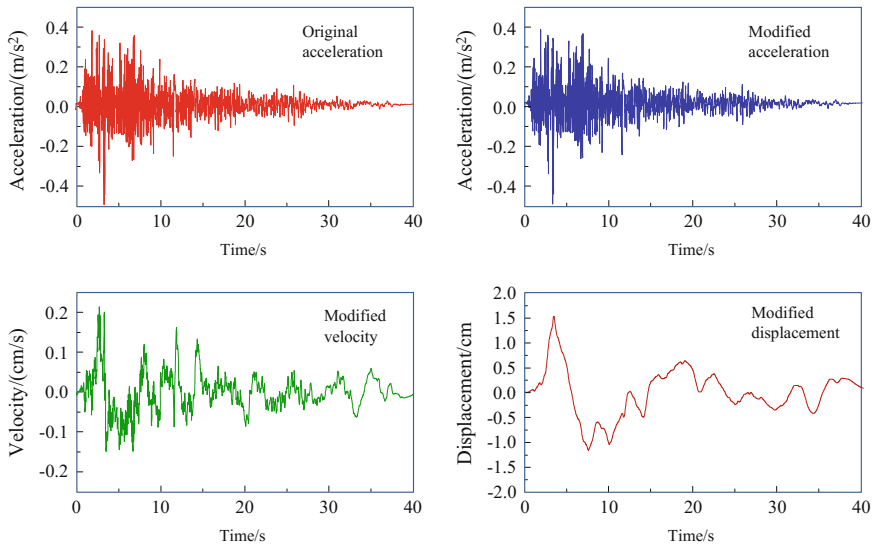 Acceleration/(m/s²)
0.4
0.2
0.0
-0.2
-0.4
Original
acceleration
0
10
20
30
40
Time/s
Acceleration/(m/s²)
0.4
0.2
0.0
-0.2
-0.4
Modified
acceleration
0
10
20
30
40
Time/s
Velocity/(cm/s)
0.2
0.1
0.0
-0.1
-0.2
Modified
velocity
0
10
20
30
40
Time/s
Displacement/cm
2.0
1.5
1.0
0.5
0.0
-0.5
-1.0
-1.5
-2.0
Modified
displacement
0
10
20
30
40
Time/s